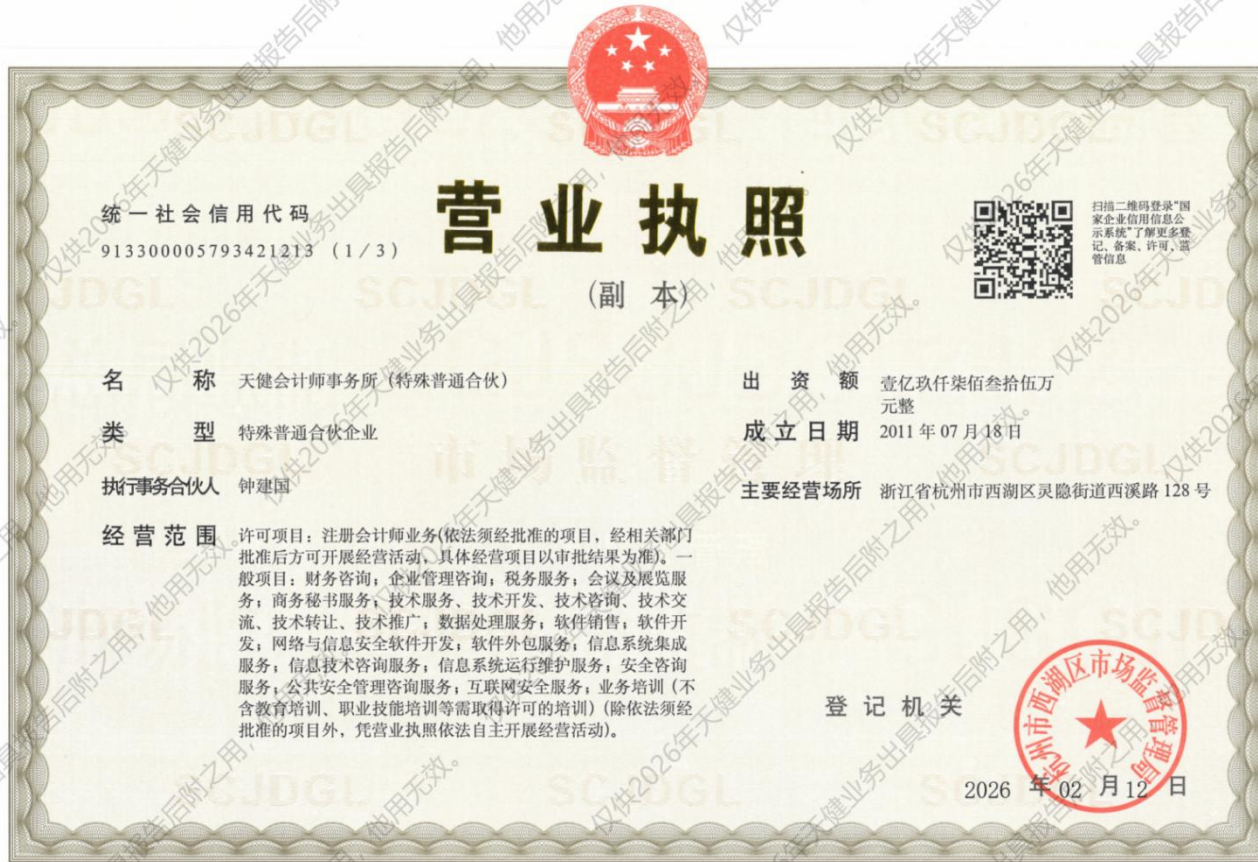 营业执照
(副 本)
统一社会信用代码
913300005793421213 (1/3)
扫描二维码登录“国
家企业信用信息公
示系统”了解更多登
记、备案、许可、监
管信息
名 称 天健会计师事务所（特殊普通合伙）
类 型 特殊普通合伙企业
执行事务合伙人 钟建国
经营范围 许可项目：注册会计师业务(依法须经批准的项目，经相关部门
批准后方可开展经营活动，具体经营项目以审批结果为准)。一
般项目：财务咨询；企业管理咨询；税务服务；会议及展览服
务；商务秘书服务；技术服务、技术开发、技术咨询、技术交
流、技术转让、技术推广；数据处理服务；软件销售；软件开
发；网络与信息安全软件开发；软件外包服务；信息系统集成
服务；信息技术咨询服务；信息系统运行维护服务；安全咨询
服务；公共安全管理咨询服务；互联网安全服务；业务培训（不
含教育培训、职业技能培训等需取得许可的培训）(除依法须经
批准的项目外，凭营业执照依法自主开展经营活动)。
出 资 额 壹亿玖仟柒佰叁拾伍万
元整
成立日期 2011 年 07 月 18 日
主要经营场所 浙江省杭州市西湖区灵隐街道西溪路 128 号
登记机关
杭州市西湖区市场监督管理局
2026 年 02 月 12 日
SCJDGL
市场监督管理
仅供2026年天健业务出具报告后附之用，他用无效。